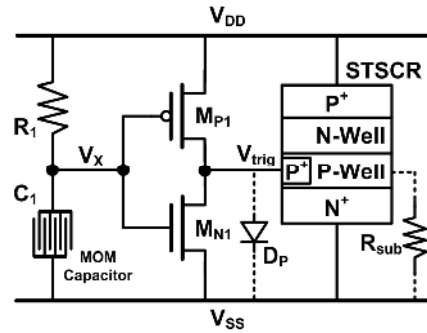 VDD
STSCR
P+
R1
MP1
N-Well
VX
Vtrig
P+ P-Well
C1
MN1
N+
MOM
Capacitor
DP
Rsub
VSS